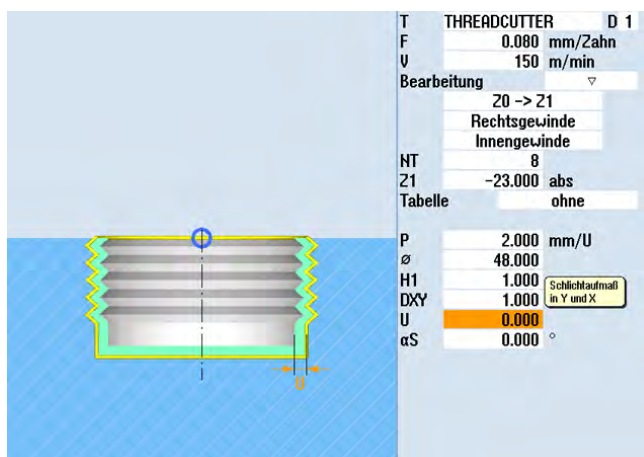 T THREADCUTTER D 1
F 0.080 mm/Zahn
V 150 m/min
Bearbeitung ▽
Z0 -> Z1
Rechtsgewinde
Innengewinde
NT 8
Z1 -23.000 abs
Tabelle ohne
P 2.000 mm/U
ø 48.000
H1 1.000
DXY 1.000
Schlichtaufmaß
in Y und X
U 0.000
αS 0.000 °
U